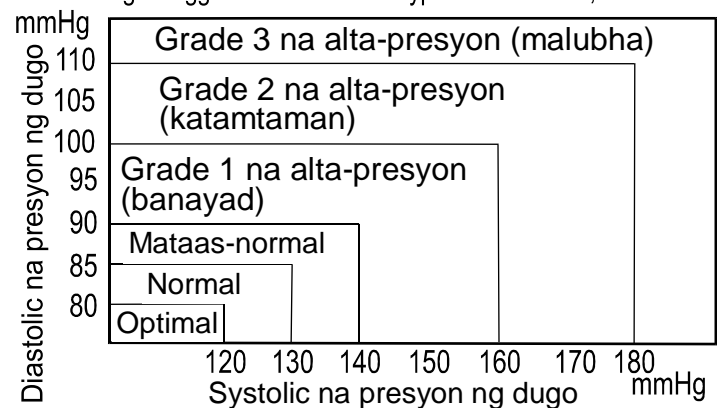 mmHg
Grade 3 na alta-presyon (malubha)
110
Grade 2 na alta-presyon
(katamtaman)
105
100
Grade 1 na alta-presyon
(banayad)
95
90
Mataas-normal
85
Normal
80
Optimal
Diastolic na presyon ng dugo
120 130 140 150 160 170 180
mmHg
Systolic na presyon ng dugo